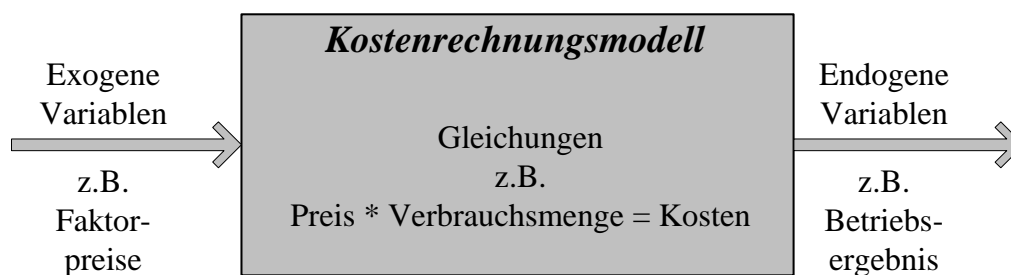 Kostenrechnungsmodell
Exogene
Variablen
z.B.
Faktor-
preise
Gleichungen
z.B.
Preis * Verbrauchsmenge = Kosten
Endogene
Variablen
z.B.
Betriebs-
ergebnis